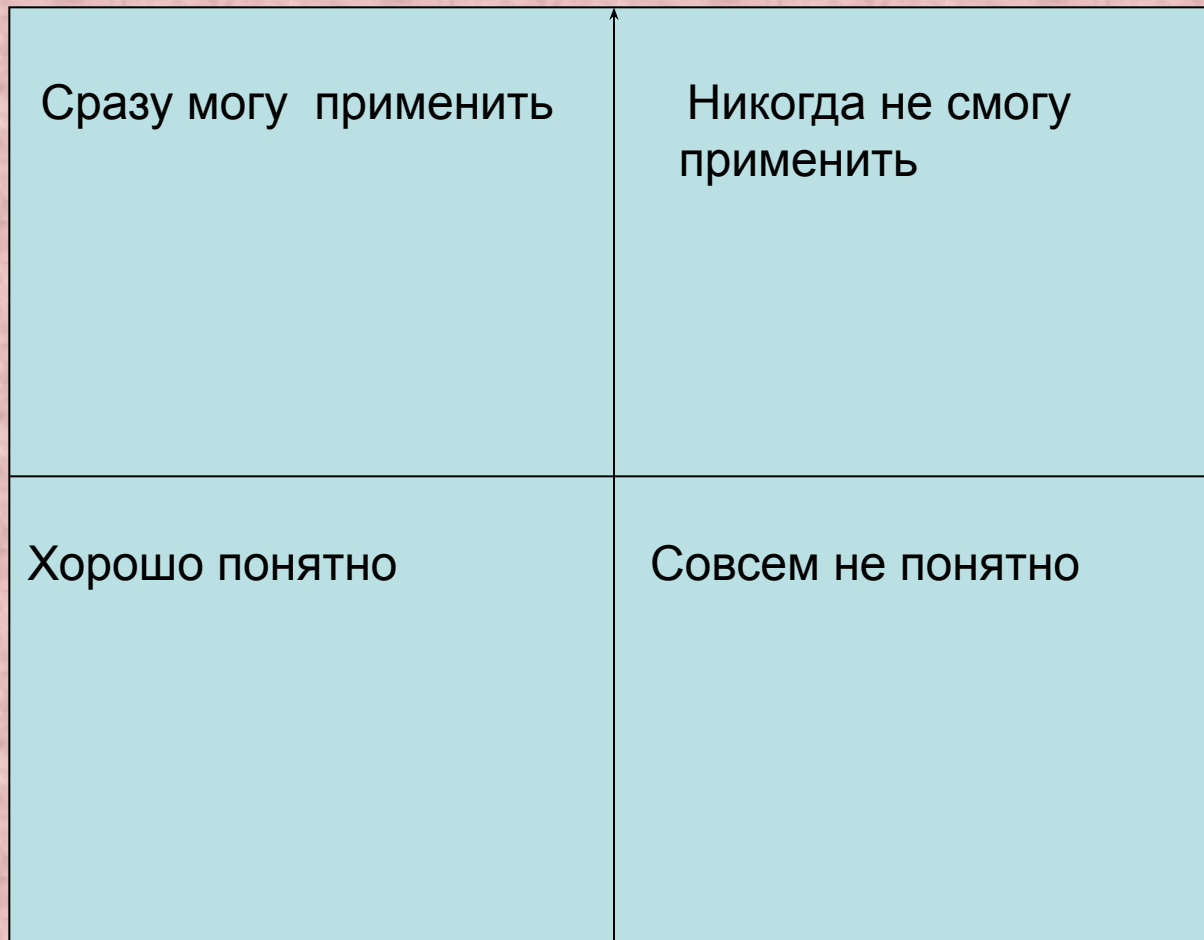 Сразу могу применить
Никогда не смогу
применить
Хорошо понятно
Совсем не понятно